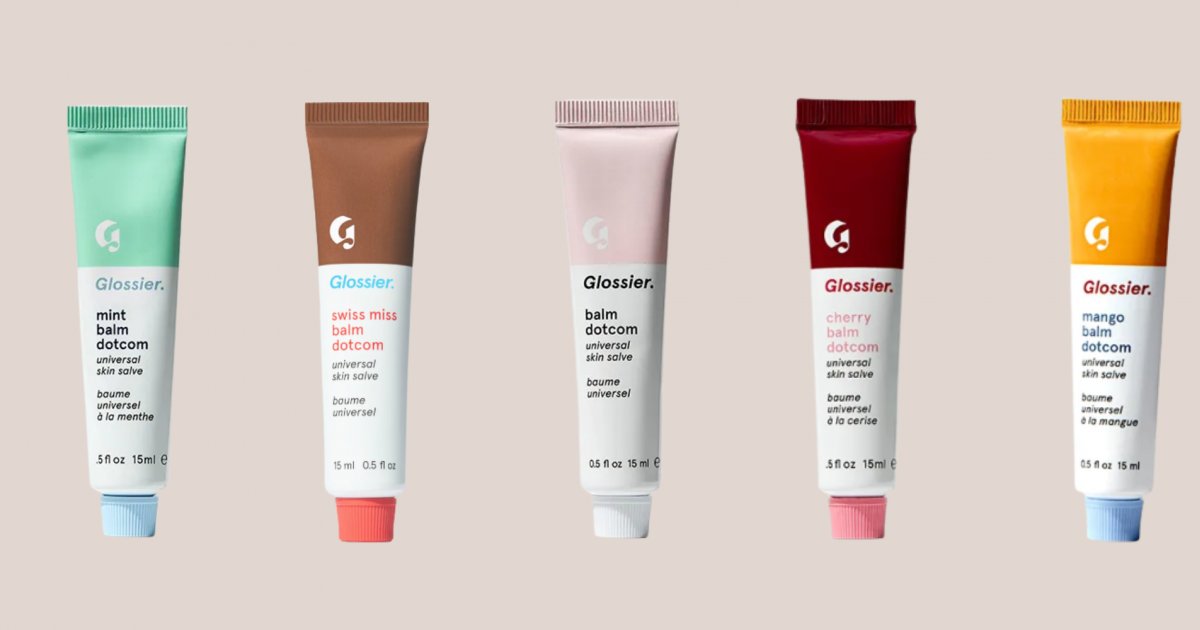 Glossier.
mint
balm
dotcom
universal
skin salve
baume
universel
à la menthe
.5 fl oz 15ml e
Glossier.
swiss miss
balm
dotcom
universal
skin salve
baume
universel
15 ml 0.5 fl oz
Glossier.
balm
dotcom
universal
skin salve
baume
universel
0.5 fl oz 15 ml e
Glossier.
cherry
balm
dotcom
universal
skin salve
baume
universel
à la cerise
.5 fl oz 15ml e
Glossier.
mango
balm
dotcom
universal
skin salve
baume
universel
à la mangue
0.5 fl oz 15 ml